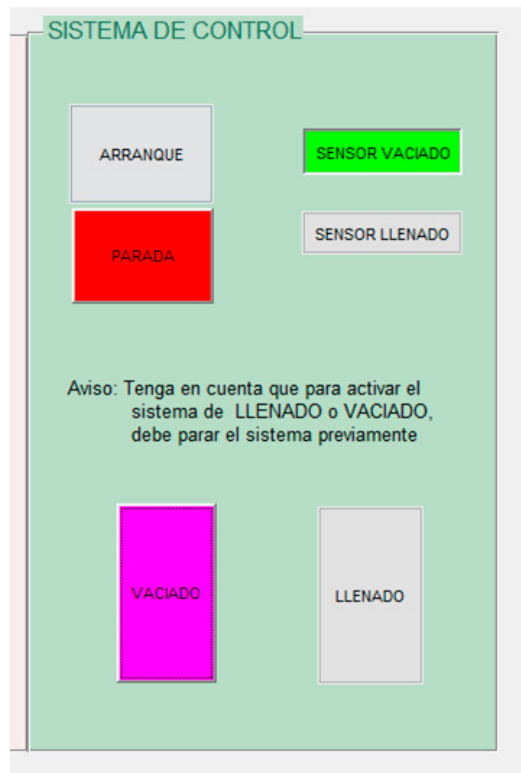 SISTEMA DE CONTROL
ARRANQUE
SENSOR VACIADO
PARADA
SENSOR LLENADO
Aviso: Tenga en cuenta que para activar el
sistema de LLENADO o VACIADO,
debe parar el sistema previamente
VACIADO
LLENADO